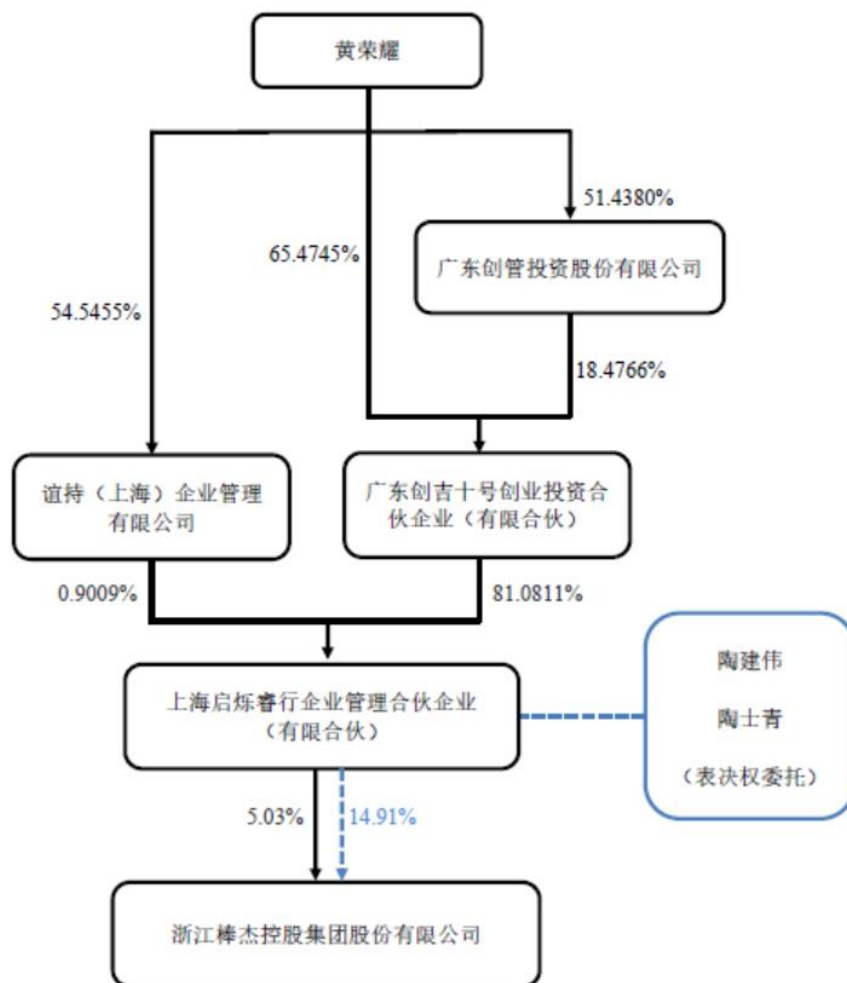 黄荣耀
51.4380%
65.4745%
广东创管投资股份有限公司
54.5455%
18.4766%
谊持（上海）企业管理
有限公司
广东创吉十号创业投资合
伙企业（有限合伙）
0.9009%
81.0811%
上海启烁睿行企业管理合伙企业
（有限合伙）
陶建伟
陶士青
（表决权委托）
5.03%
14.91%
浙江棒杰控股集团股份有限公司